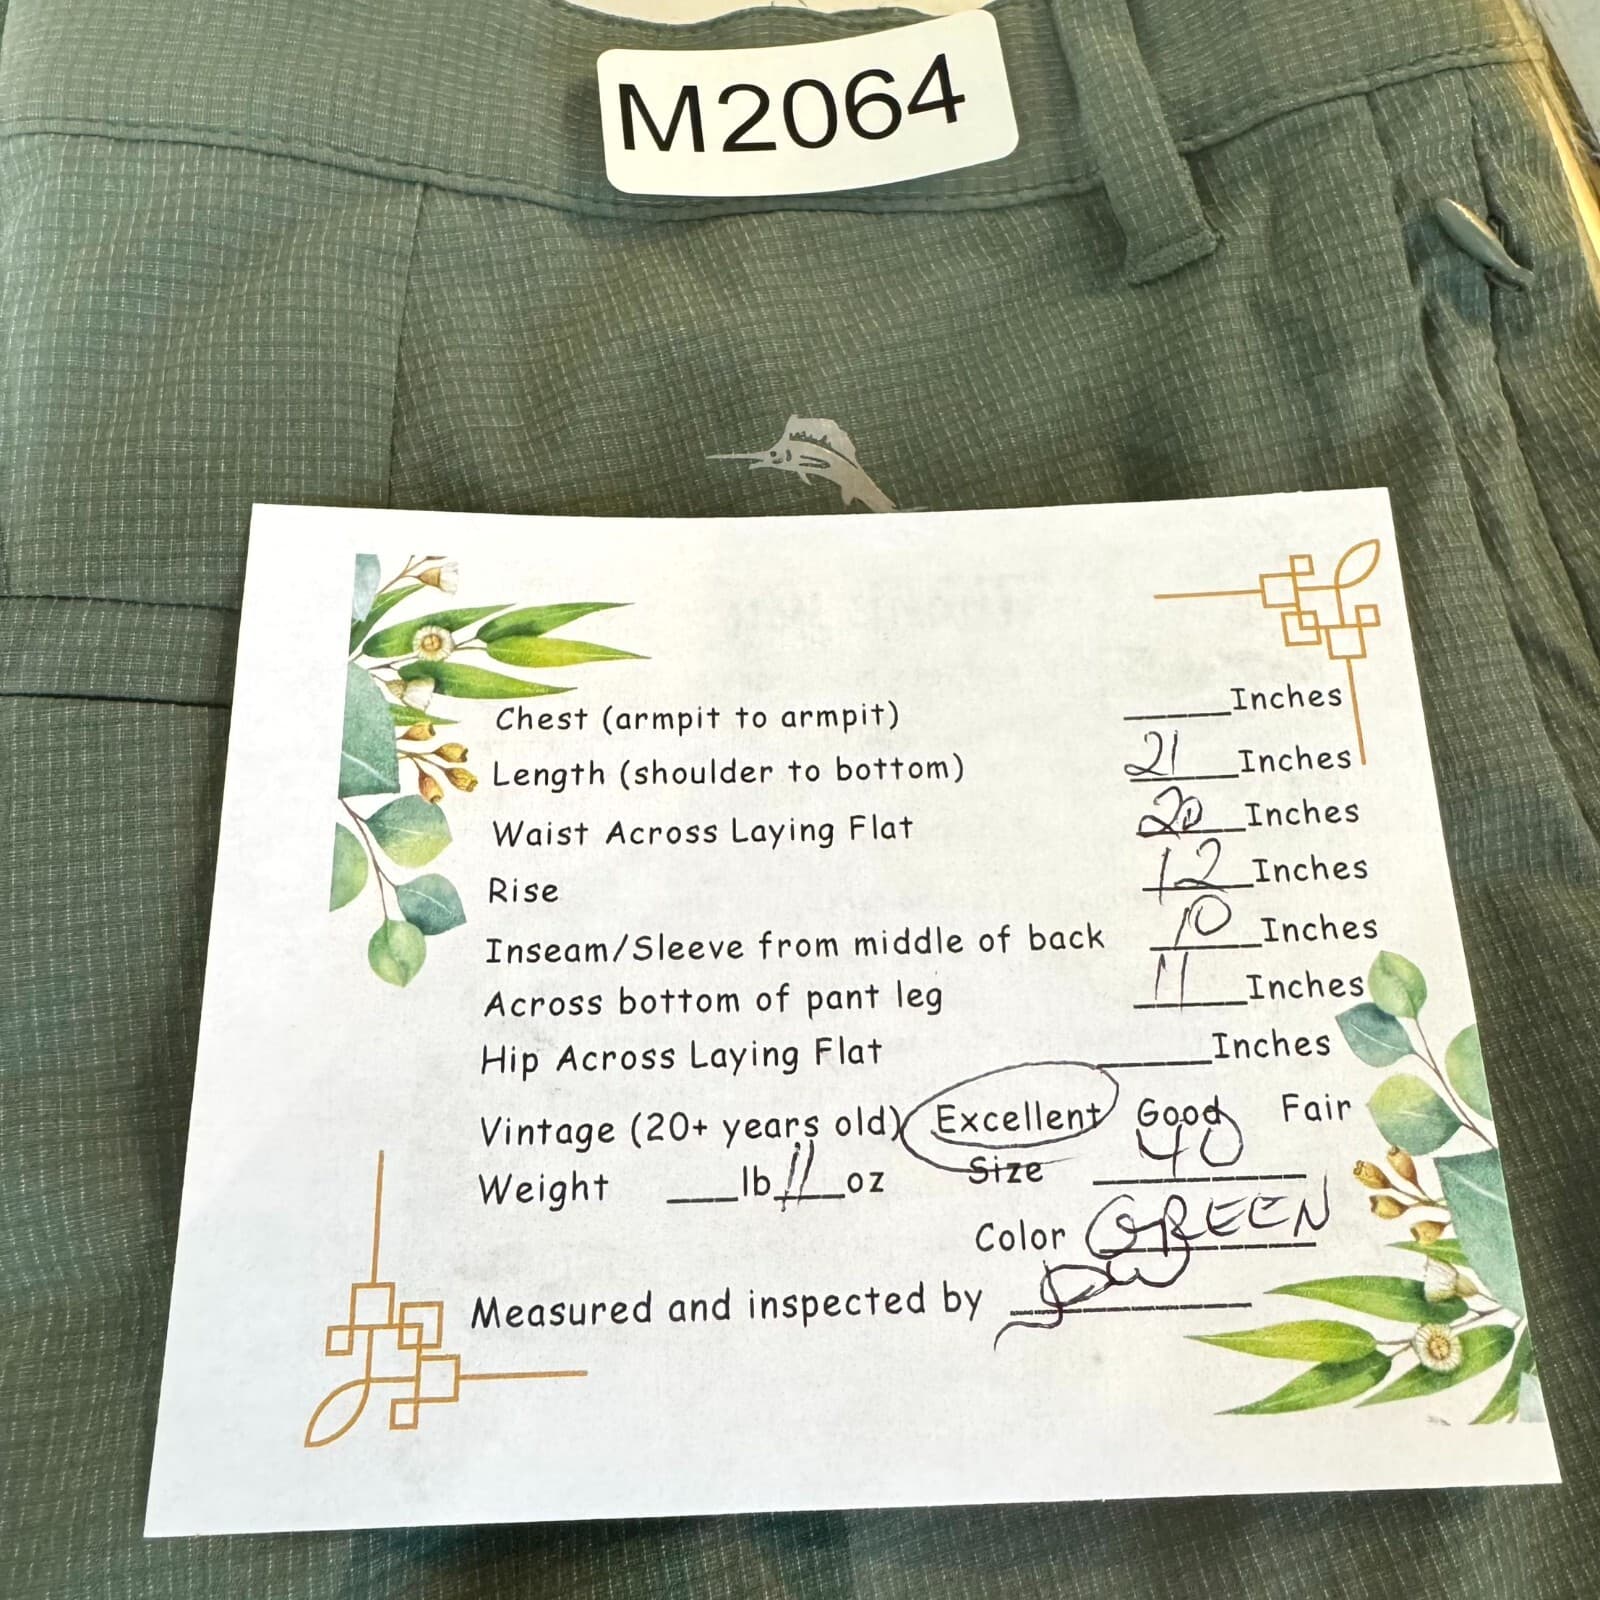 M2064
Chest (armpit to armpit) _____Inches
Length (shoulder to bottom) 21 Inches
Waist Across Laying Flat 20 Inches
Rise 12 Inches
Inseam/Sleeve from middle of back 10 Inches
Across bottom of pant leg 11 Inches
Hip Across Laying Flat _____Inches
Vintage (20+ years old) Excellent Good Fair
Weight ___lb 11 oz Size 40
Color GREEN
Measured and inspected by